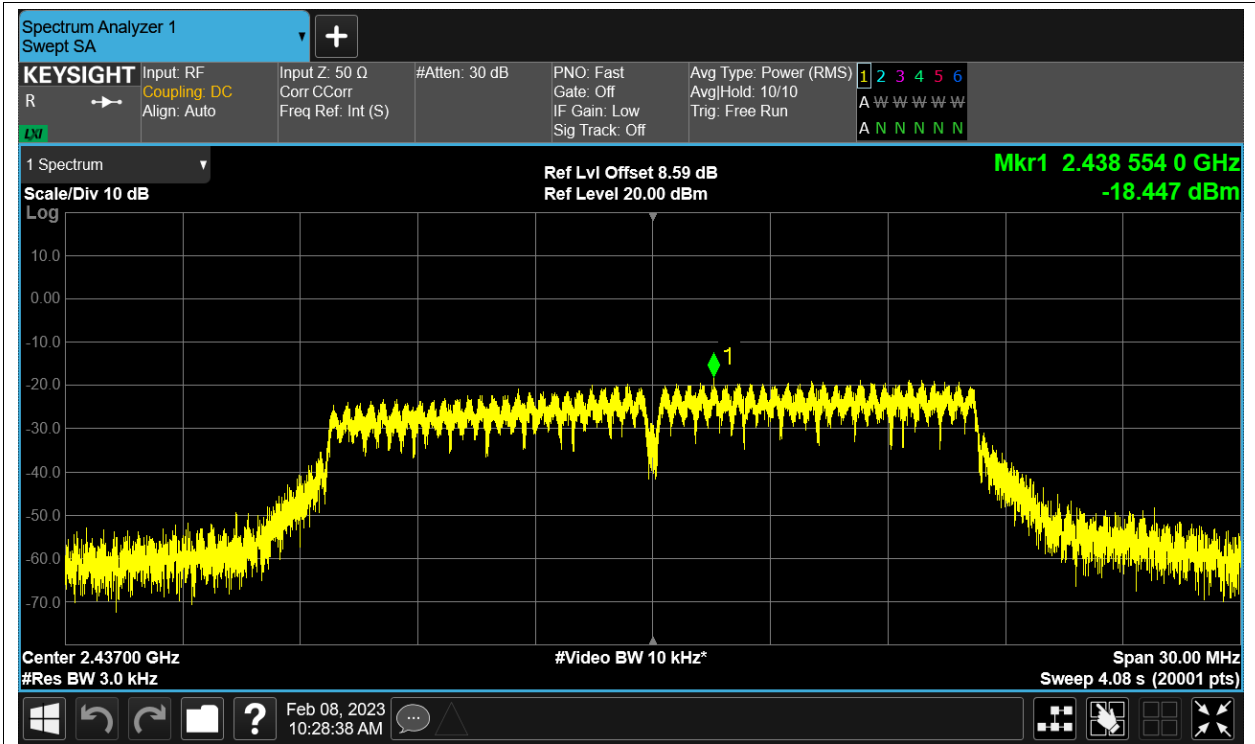 Spectrum Analyzer 1
Swept SA
+
KEYSIGHT
R
LXI
Input: RF
Coupling: DC
Align: Auto
Input Z: 50 Ω
Corr CCorr
Freq Ref: Int (S)
#Atten: 30 dB
PNO: Fast
Gate: Off
IF Gain: Low
Sig Track: Off
Avg Type: Power (RMS)
Avg|Hold: 10/10
Trig: Free Run
1 2 3 4 5 6
A W W W W W
A N N N N N
1 Spectrum
Scale/Div 10 dB
Log
Ref Lvl Offset 8.59 dB
Ref Level 20.00 dBm
Mkr1 2.438 554 0 GHz
-18.447 dBm
10.0
0.00
-10.0
-20.0
-30.0
-40.0
-50.0
-60.0
-70.0
1
Center 2.43700 GHz
#Res BW 3.0 kHz
#Video BW 10 kHz*
Span 30.00 MHz
Sweep 4.08 s (20001 pts)
?
Feb 08, 2023
10:28:38 AM